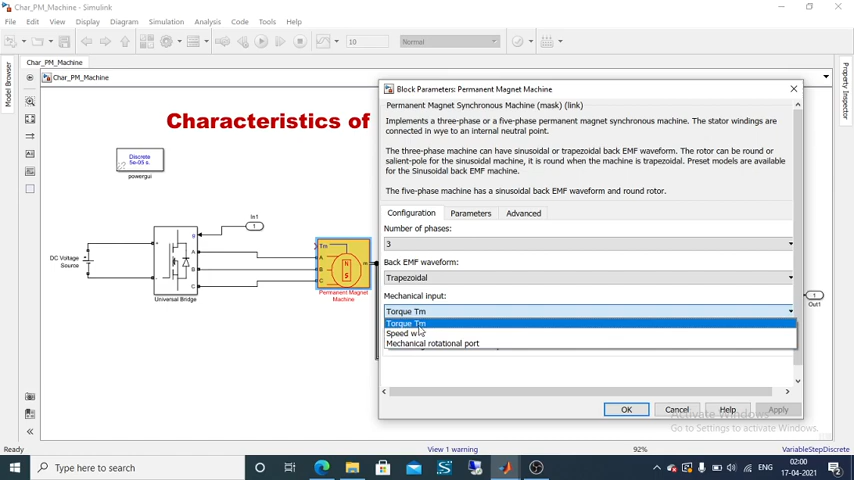 Char_PM_Machine - Simulink
File Edit View Display Diagram Simulation Analysis Code Tools Help
10
Normal
Char_PM_Machine
Char_PM_Machine
Model Browser
Property Inspector
Characteristics of
Discrete
5e-05 s.
powergui
In1
1
DC Voltage
Source
g
+
-
A
B
C
Universal Bridge
Tm
A
B
C
N
S
m
Permanent Magnet
Machine
1
Out1
Block Parameters: Permanent Magnet Machine
Permanent Magnet Synchronous Machine (mask) (link)
Implements a three-phase or a five-phase permanent magnet synchronous machine. The stator windings are
connected in wye to an internal neutral point.
The three-phase machine can have sinusoidal or trapezoidal back EMF waveform. The rotor can be round or
salient-pole for the sinusoidal machine, it is round when the machine is trapezoidal. Preset models are available
for the Sinusoidal back EMF machine.
The five-phase machine has a sinusoidal back EMF waveform and round rotor.
Configuration Parameters Advanced
Number of phases:
3
Back EMF waveform:
Trapezoidal
Mechanical input:
Torque Tm
Torque Tm
Speed w
Mechanical rotational port
OK Cancel Help Apply
Activate Windows
Go to Settings to activate Windows.
Ready View 1 warning 92% VariableStepDiscrete
Type here to search
ENG
02:00
17-04-2021
2